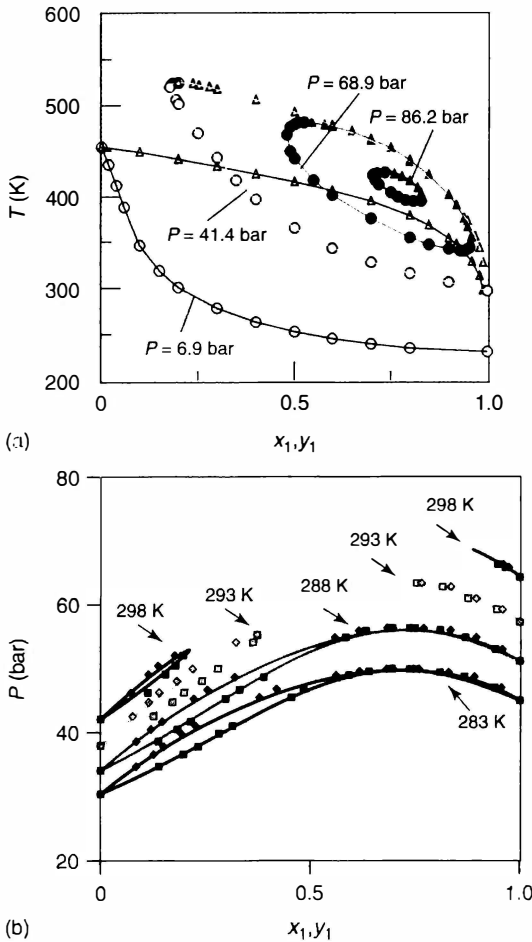 600
500
400
300
200
T (K)
P = 68.9 bar
P = 86.2 bar
P = 41.4 bar
P = 6.9 bar
0
0.5
1.0
x₁,y₁
(a)
80
60
40
20
P (bar)
298 K
293 K
288 K
293 K
298 K
283 K
0
0.5
1.0
x₁,y₁
(b)